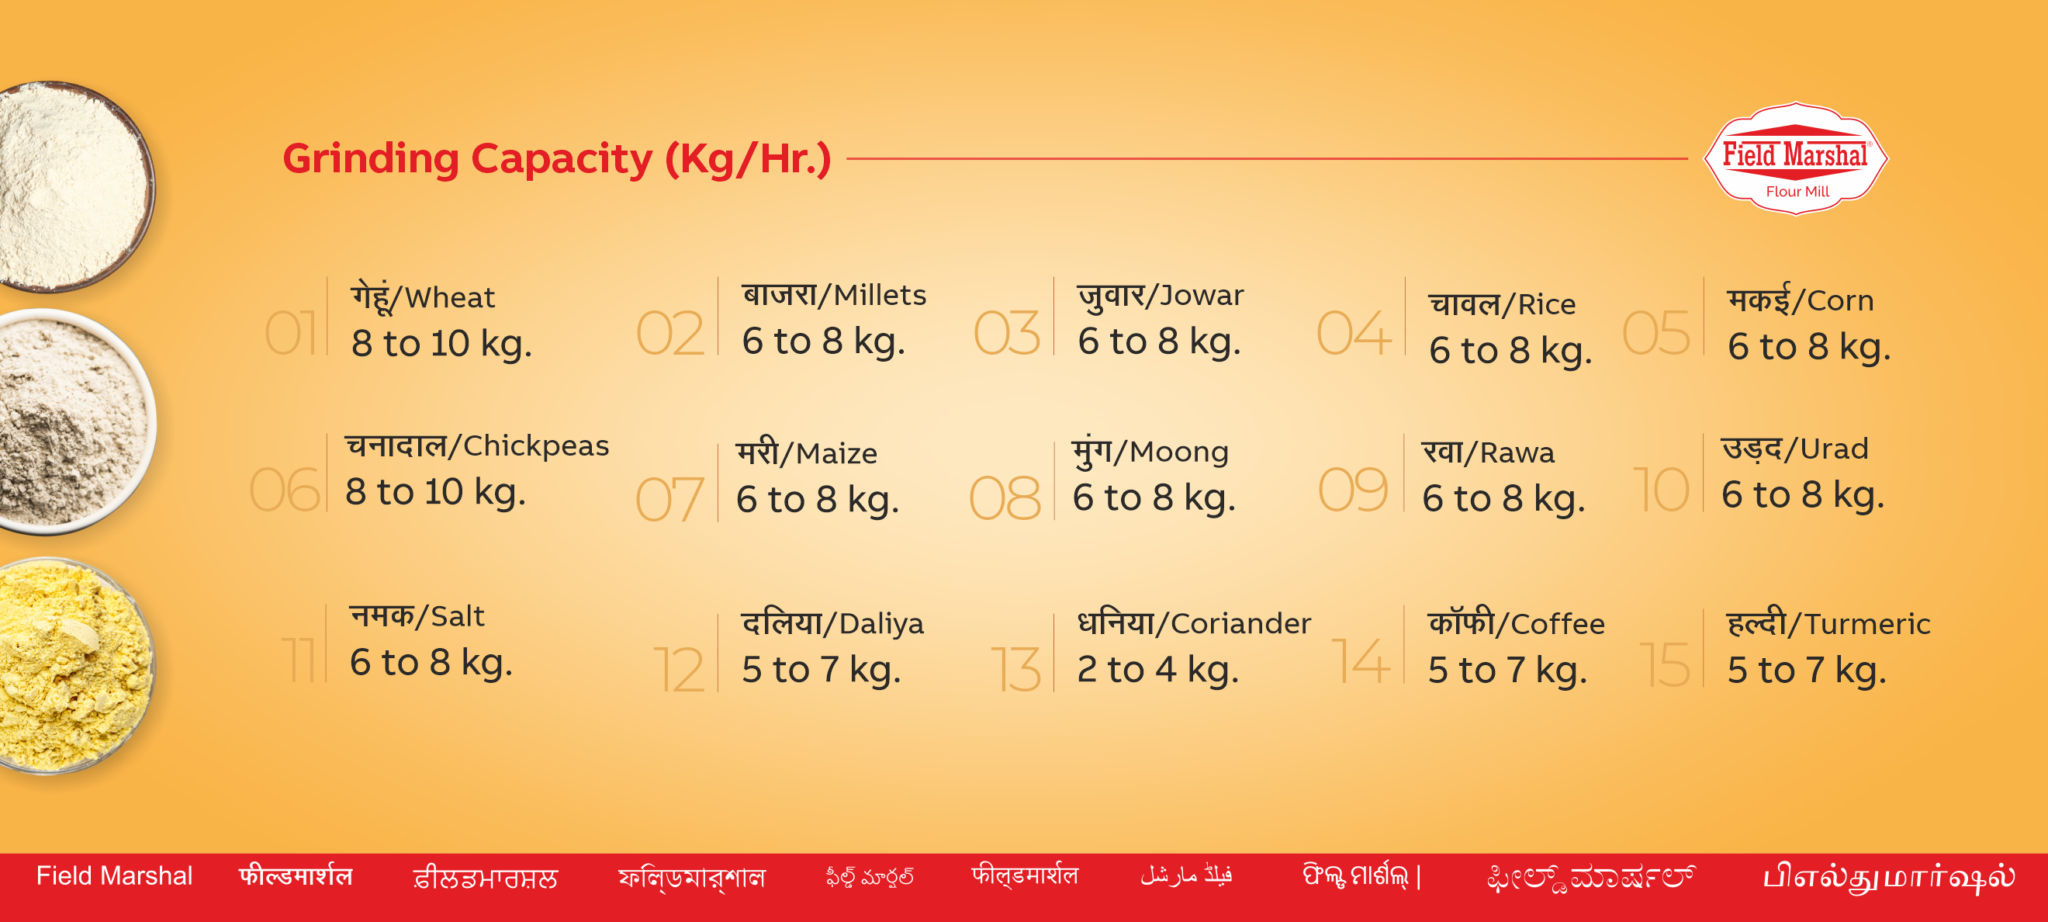 Grinding Capacity (Kg/Hr.)
Field Marshal®
Flour Mill
01
गेहूं/Wheat
8 to 10 kg.
02
बाजरा/Millets
6 to 8 kg.
03
जुवार/Jowar
6 to 8 kg.
04
चावल/Rice
6 to 8 kg.
05
मकई/Corn
6 to 8 kg.
06
चनादाल/Chickpeas
8 to 10 kg.
07
मरी/Maize
6 to 8 kg.
08
मुंग/Moong
6 to 8 kg.
09
रवा/Rawa
6 to 8 kg.
10
उड़द/Urad
6 to 8 kg.
11
नमक/Salt
6 to 8 kg.
12
दलिया/Daliya
5 to 7 kg.
13
धनिया/Coriander
2 to 4 kg.
14
कॉफी/Coffee
5 to 7 kg.
15
हल्दी/Turmeric
5 to 7 kg.
Field Marshal फील्डमार्शल ਫ਼ੀਲਡਮਾਰਸ਼ਲ ফল্ডিমার্শাল ఫీల్డ్ మార్షల్ फील्डमार्शल فیلڈ مارشل ଫିଲ୍ଡ ମାର୍ଶଲ୍ | ಫೀಲ್ಡ್ ಮಾರ್ಷಲ್ பிஎல்துமார்ஷல்